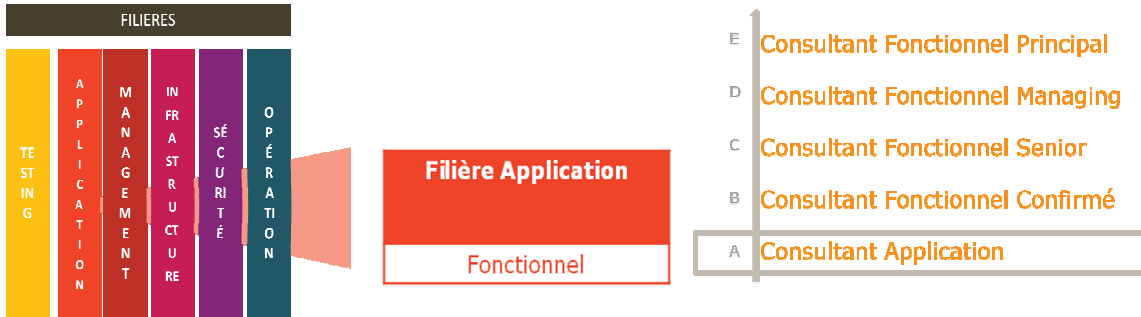 FILIERES
TESTING
APPLICATION
MANAGEMENT
INFRASTRUCTURE
SÉCURITÉ
OPÉRATION
Filière Application
Fonctionnel
E Consultant Fonctionnel Principal
D Consultant Fonctionnel Managing
C Consultant Fonctionnel Senior
B Consultant Fonctionnel Confirmé
A Consultant Application